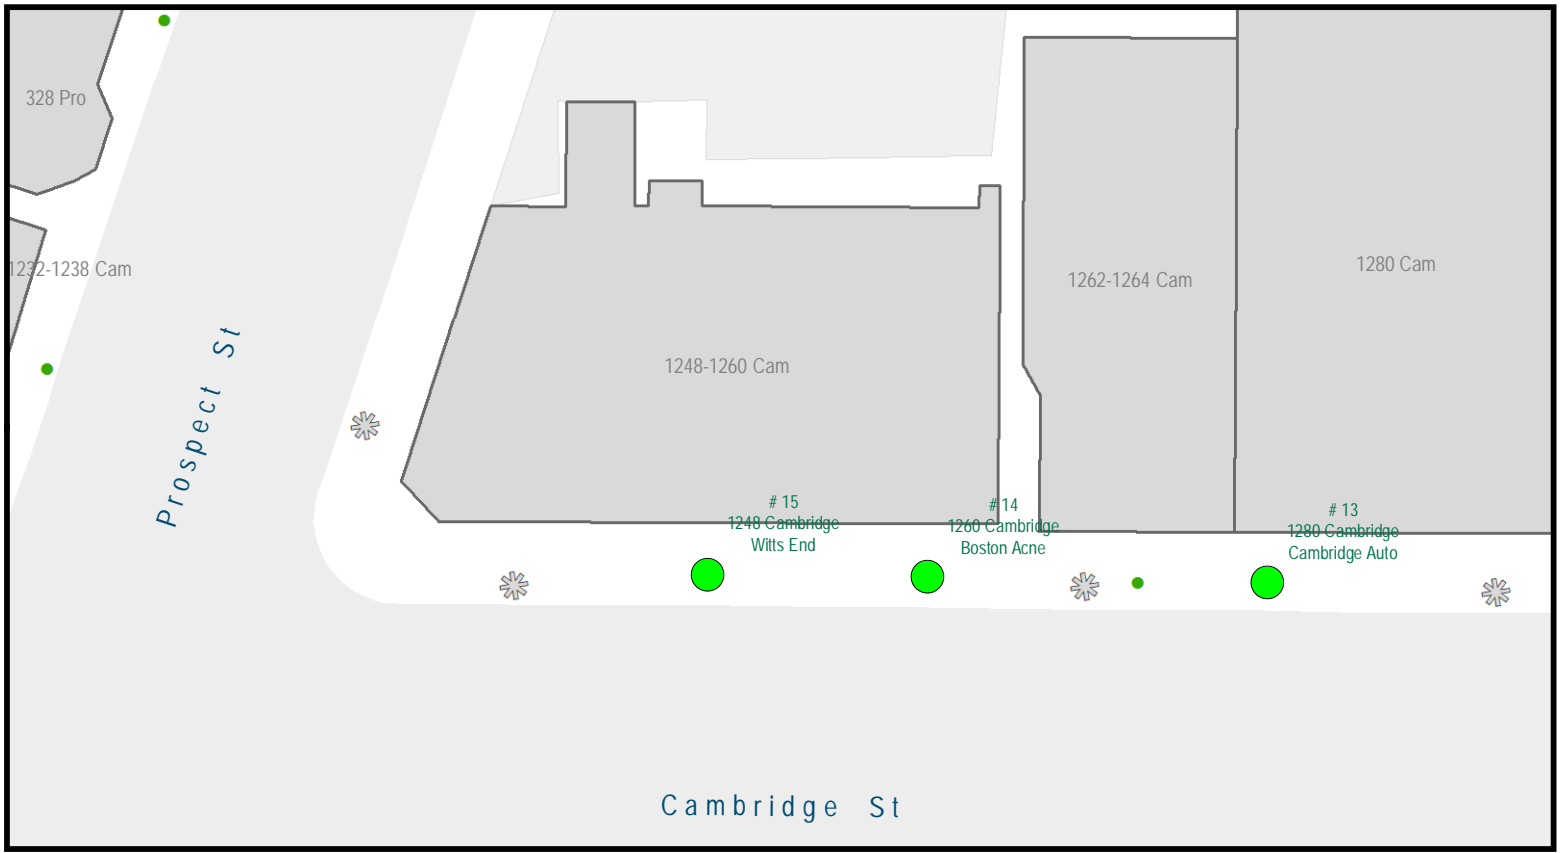 328 Pro
1232-1238 Cam
Prospect St
1248-1260 Cam
1262-1264 Cam
1280 Cam
# 15
1248 Cambridge
Witts End
# 14
1260 Cambridge
Boston Acne
# 13
1280 Cambridge
Cambridge Auto
Cambridge St